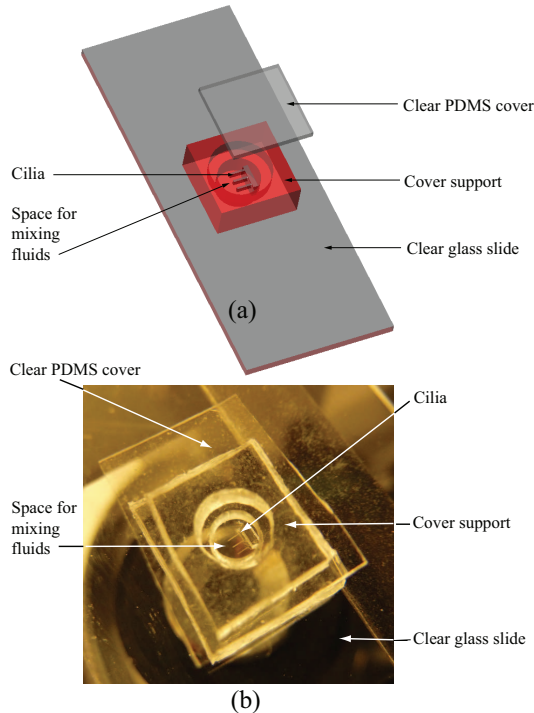 Clear PDMS cover
Cilia
Cover support
Space for
mixing
fluids
Clear glass slide
(a)
Clear PDMS cover
Cilia
Space for
mixing
fluids
Cover support
Clear glass slide
(b)